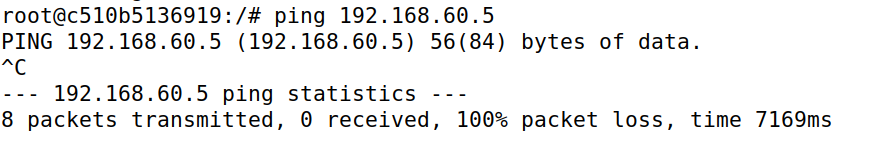 root@c510b5136919:/# ping 192.168.60.5
PING 192.168.60.5 (192.168.60.5) 56(84) bytes of data.
^C
--- 192.168.60.5 ping statistics ---
8 packets transmitted, 0 received, 100% packet loss, time 7169ms